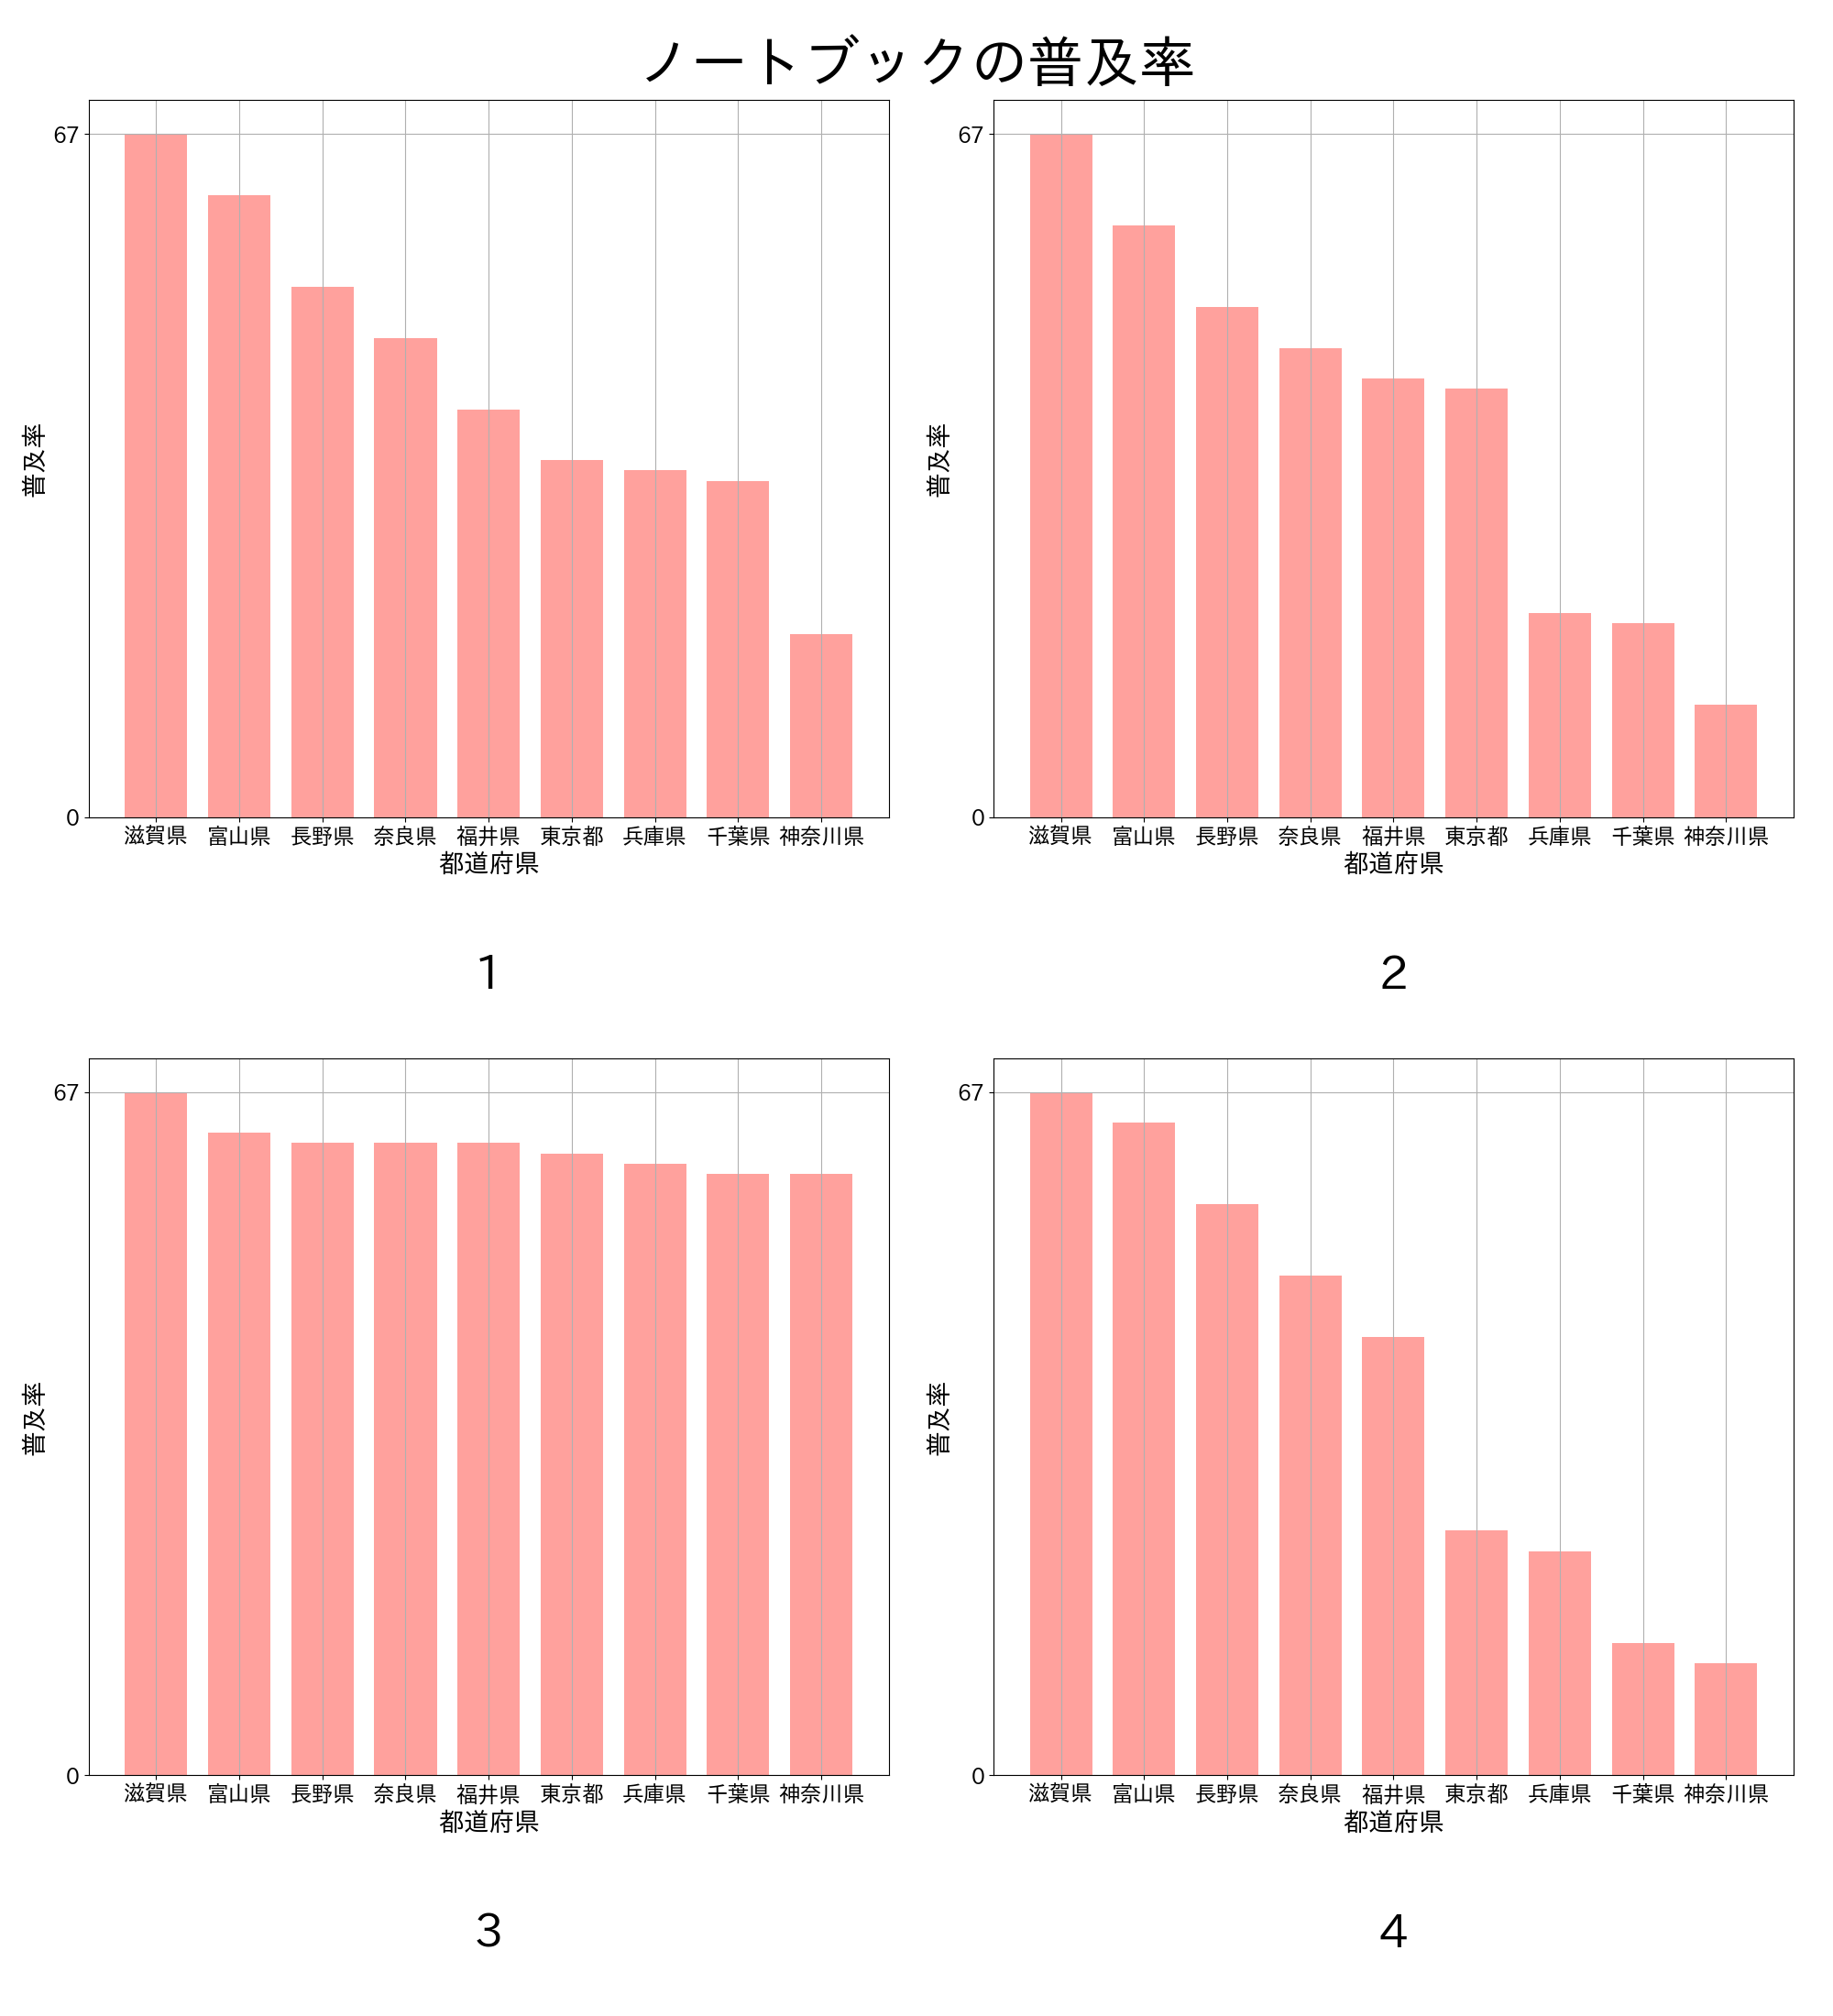 ノートブックの普及率
67
0
普及率
滋賀県 富山県 長野県 奈良県 福井県 東京都 兵庫県 千葉県 神奈川県
都道府県
1
67
0
普及率
滋賀県 富山県 長野県 奈良県 福井県 東京都 兵庫県 千葉県 神奈川県
都道府県
2
67
0
普及率
滋賀県 富山県 長野県 奈良県 福井県 東京都 兵庫県 千葉県 神奈川県
都道府県
3
67
0
普及率
滋賀県 富山県 長野県 奈良県 福井県 東京都 兵庫県 千葉県 神奈川県
都道府県
4